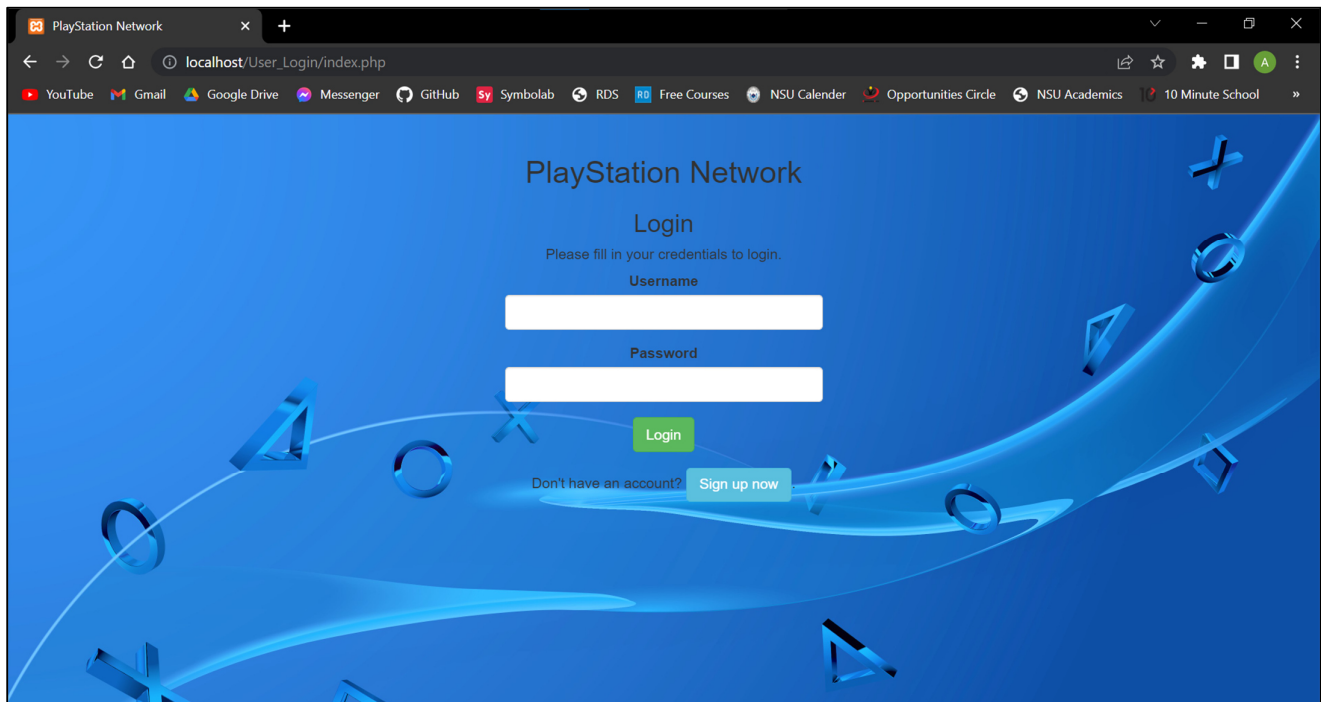 PlayStation Network
localhost/User_Login/index.php
A
YouTube Gmail Google Drive Messenger GitHub Sy Symbolab RDS RD Free Courses NSU Calender Opportunities Circle NSU Academics 10 Minute School »
PlayStation Network
Login
Please fill in your credentials to login.
Username
Password
Login
Don't have an account? Sign up now .